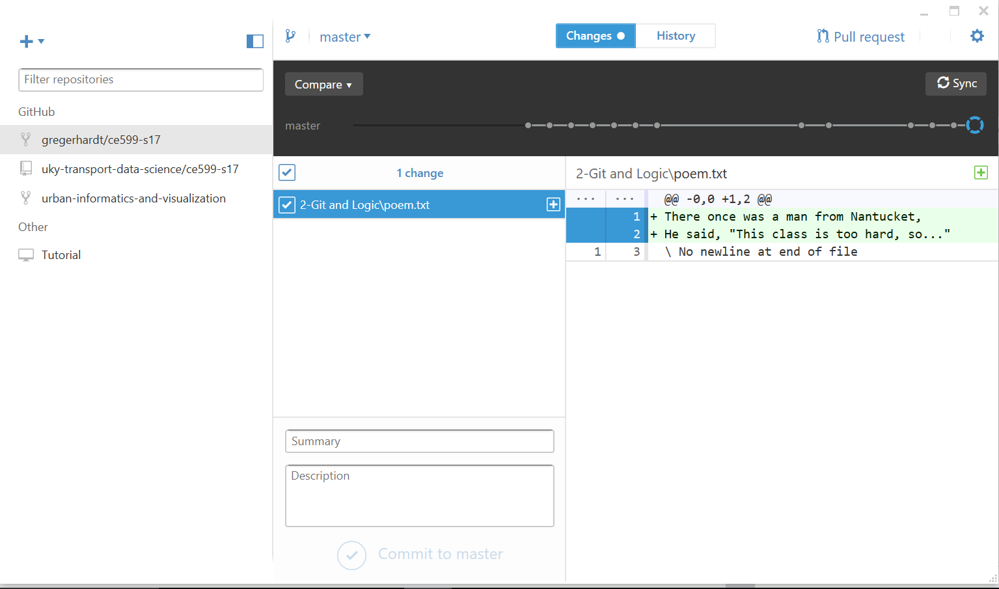 master
Changes
History
Pull request
Filter repositories
GitHub
gregerhardt/ce599-s17
uky-transport-data-science/ce599-s17
urban-informatics-and-visualization
Other
Tutorial
Compare
Sync
master
1 change
2-Git and Logic\poem.txt
Summary
Description
Commit to master
2-Git and Logic\poem.txt
... ... @@ -0,0 +1,2 @@
1 + There once was a man from Nantucket,
2 + He said, "This class is too hard, so..."
1 3 \ No newline at end of file